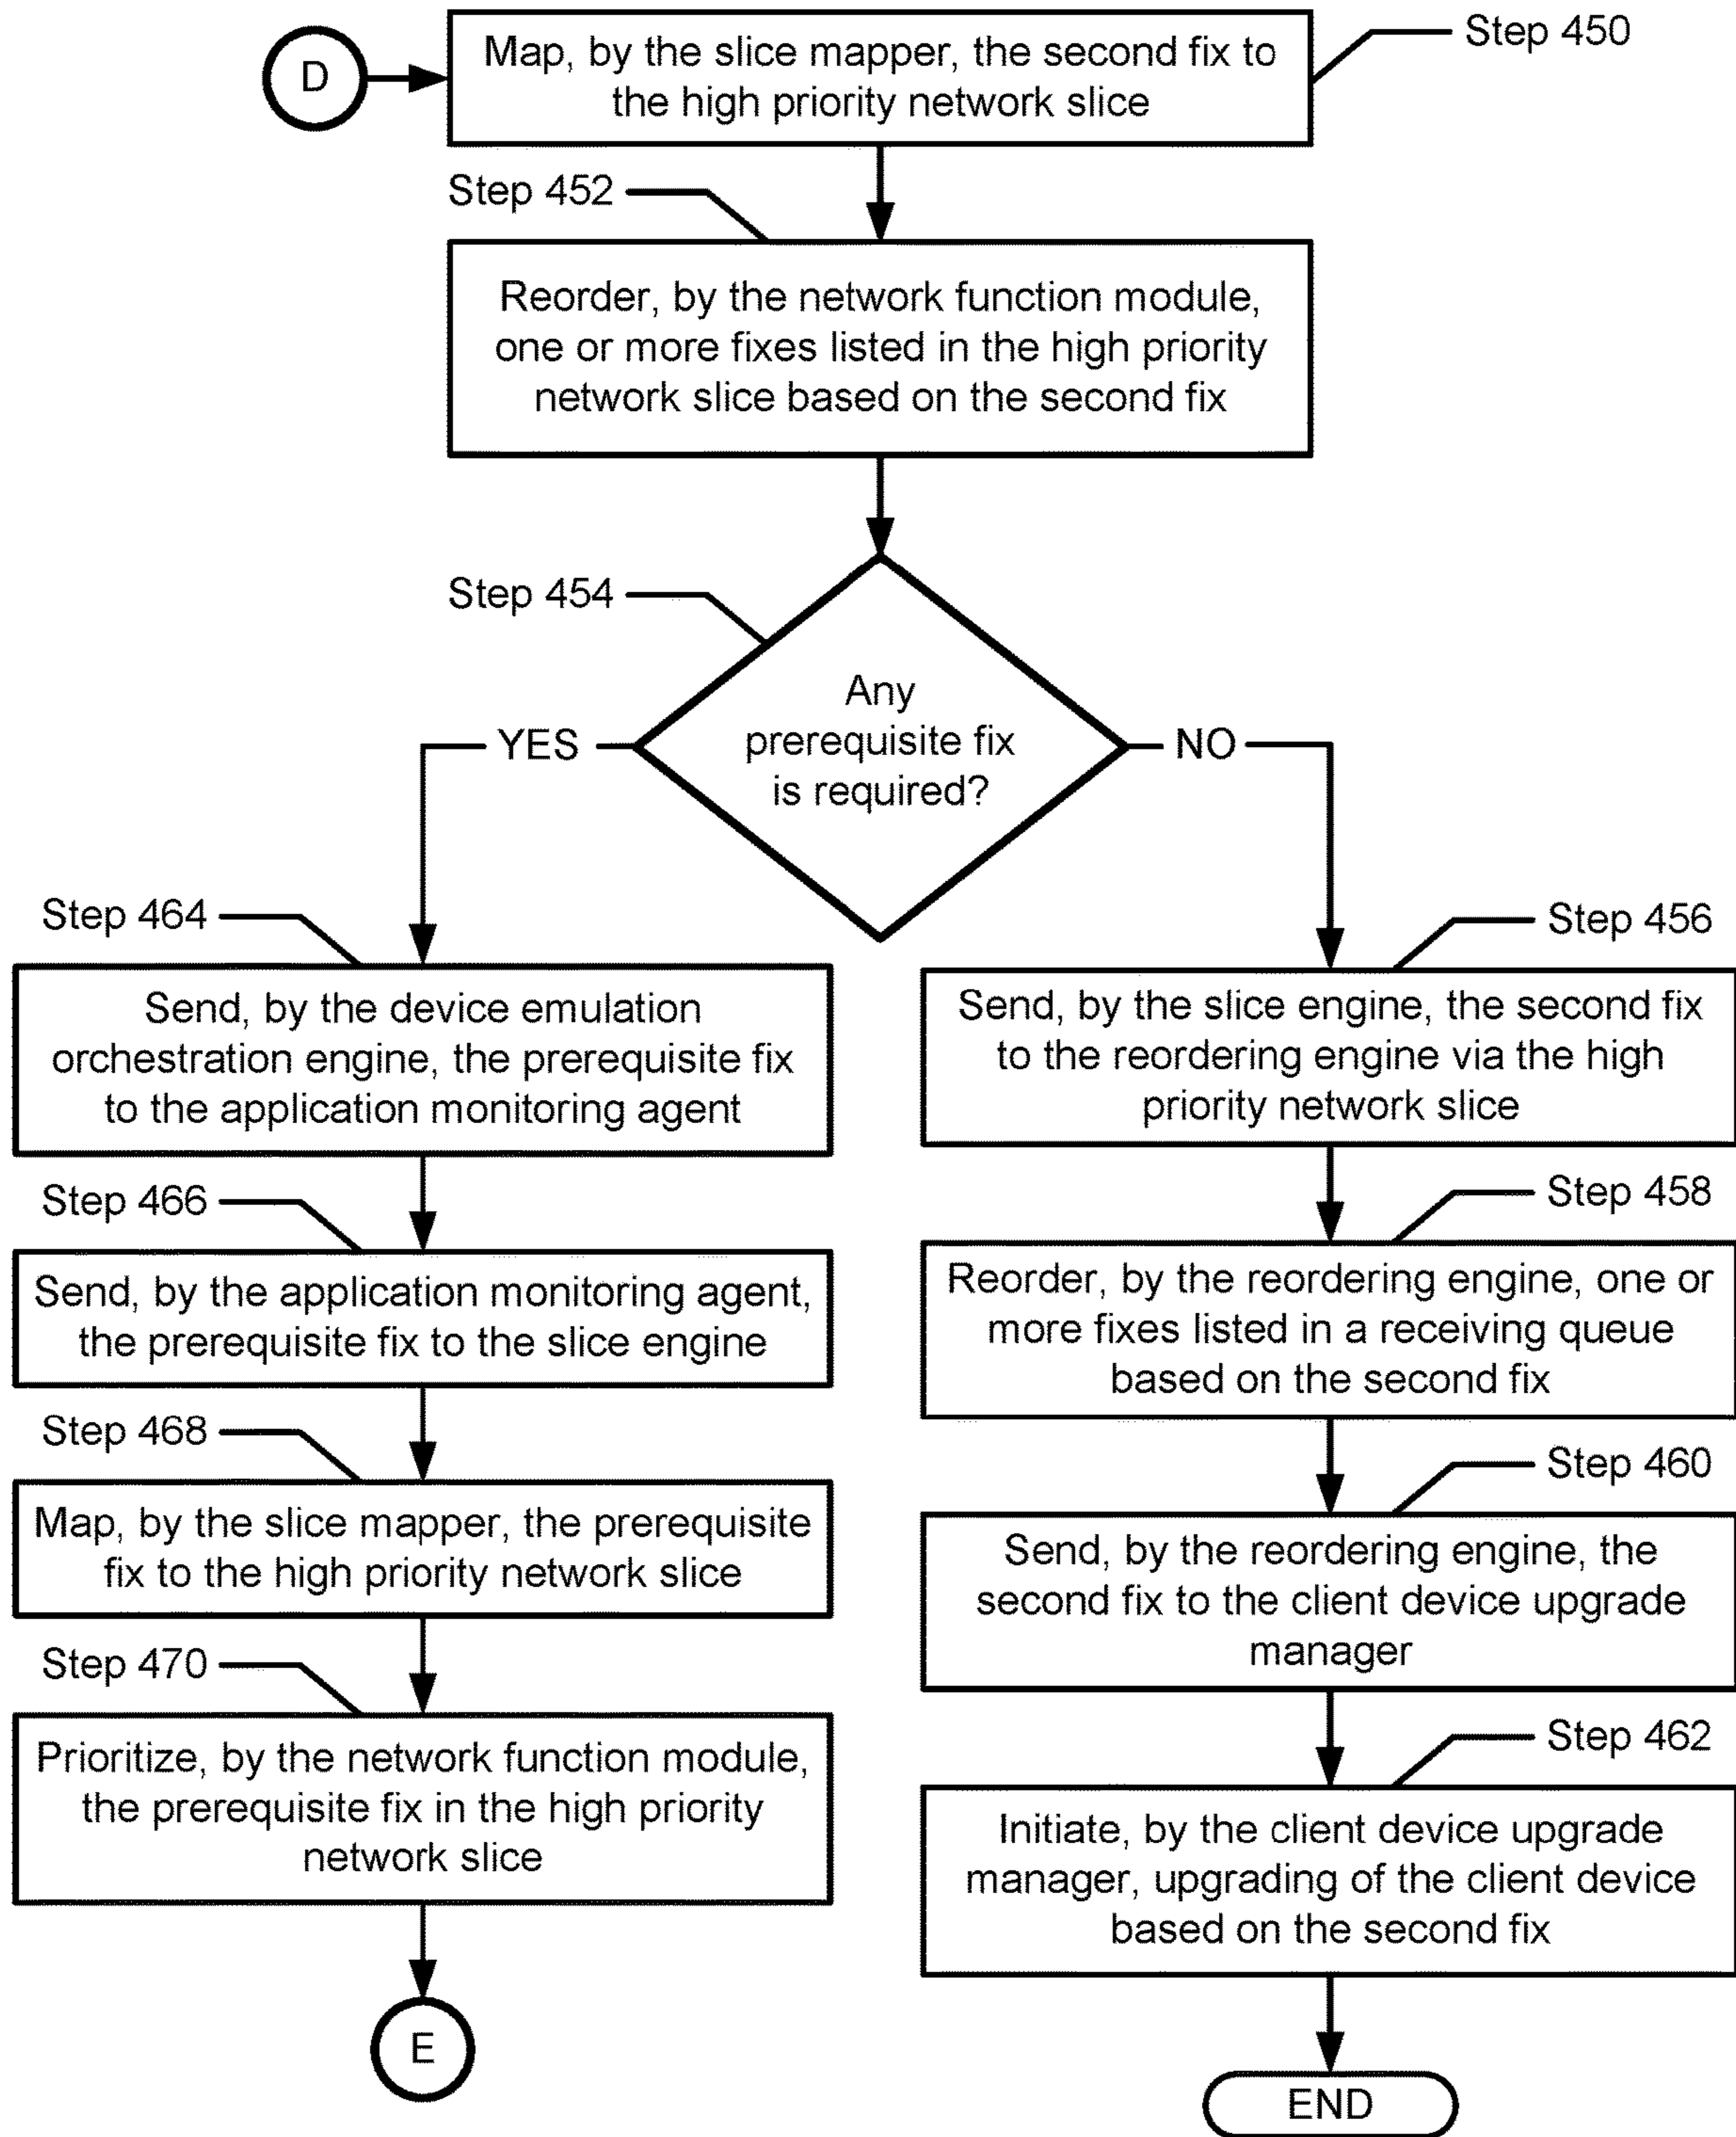 D
Map, by the slice mapper, the second fix to
the high priority network slice
Step 450
Step 452
Reorder, by the network function module,
one or more fixes listed in the high priority
network slice based on the second fix
Step 454
Any
prerequisite fix
is required?
YES
NO
Step 464
Send, by the device emulation
orchestration engine, the prerequisite fix
to the application monitoring agent
Step 466
Send, by the application monitoring agent,
the prerequisite fix to the slice engine
Step 468
Map, by the slice mapper, the prerequisite
fix to the high priority network slice
Step 470
Prioritize, by the network function module,
the prerequisite fix in the high priority
network slice
E
Step 456
Send, by the slice engine, the second fix
to the reordering engine via the high
priority network slice
Step 458
Reorder, by the reordering engine, one or
more fixes listed in a receiving queue
based on the second fix
Step 460
Send, by the reordering engine, the
second fix to the client device upgrade
manager
Step 462
Initiate, by the client device upgrade
manager, upgrading of the client device
based on the second fix
END